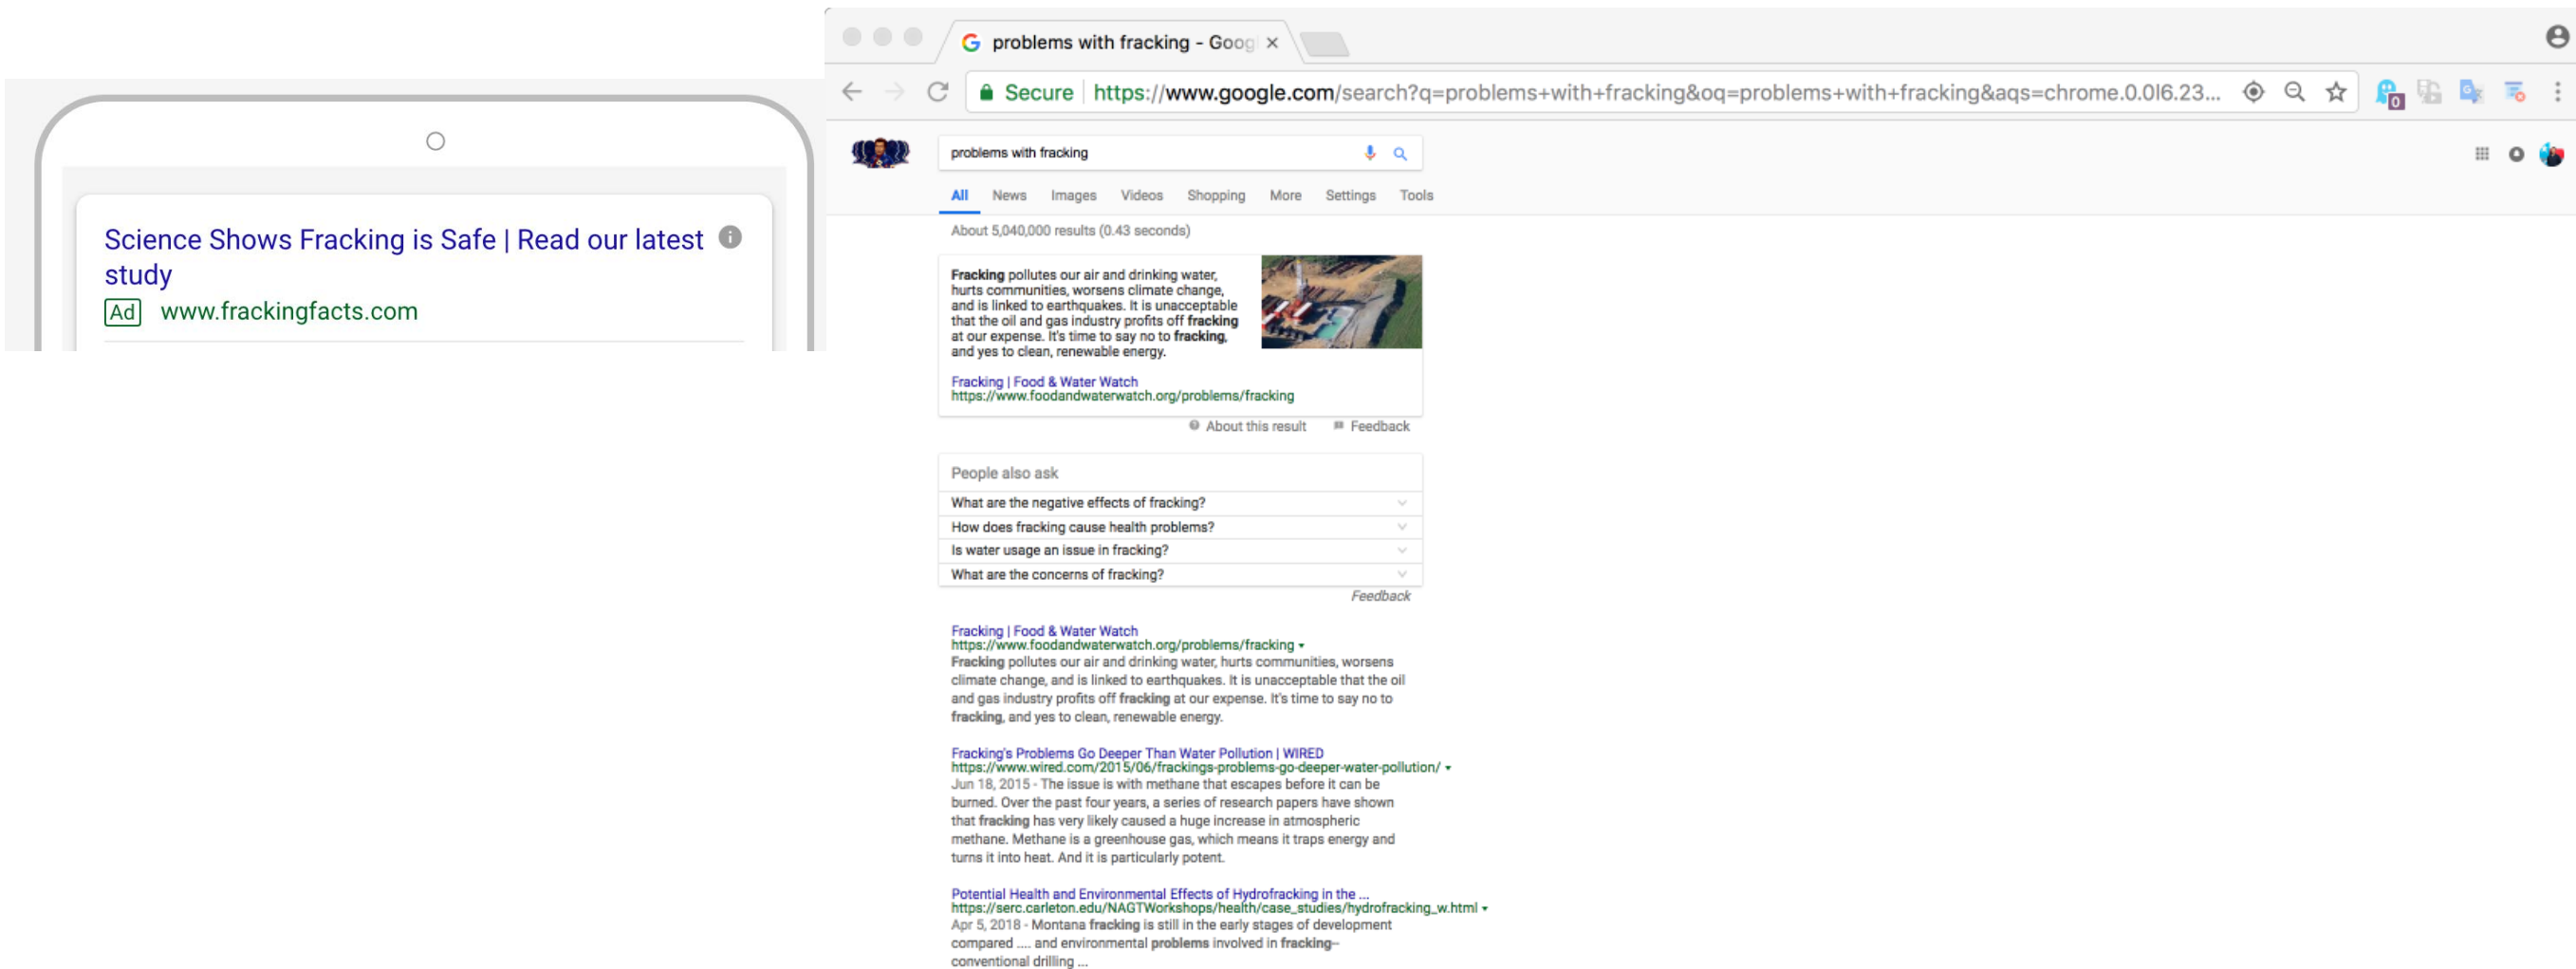 Science Shows Fracking is Safe | Read our latest
study
Ad www.frackingfacts.com
problems with fracking - Goog
Secure https://www.google.com/search?q=problems+with+fracking&oq=problems+with+fracking&aqs=chrome.0.0l6.23...
0
problems with fracking
All News Images Videos Shopping More Settings Tools
About 5,040,000 results (0.43 seconds)
Fracking pollutes our air and drinking water,
hurts communities, worsens climate change,
and is linked to earthquakes. It is unacceptable
that the oil and gas industry profits off fracking
at our expense. It's time to say no to fracking,
and yes to clean, renewable energy.
Fracking | Food & Water Watch
https://www.foodandwaterwatch.org/problems/fracking
About this result Feedback
People also ask
What are the negative effects of fracking?
How does fracking cause health problems?
Is water usage an issue in fracking?
What are the concerns of fracking?
Feedback
Fracking | Food & Water Watch
https://www.foodandwaterwatch.org/problems/fracking
Fracking pollutes our air and drinking water, hurts communities, worsens
climate change, and is linked to earthquakes. It is unacceptable that the oil
and gas industry profits off fracking at our expense. It's time to say no to
fracking, and yes to clean, renewable energy.
Fracking's Problems Go Deeper Than Water Pollution | WIRED
https://www.wired.com/2015/06/frackings-problems-go-deeper-water-pollution/
Jun 18, 2015 - The issue is with methane that escapes before it can be
burned. Over the past four years, a series of research papers have shown
that fracking has very likely caused a huge increase in atmospheric
methane. Methane is a greenhouse gas, which means it traps energy and
turns it into heat. And it is particularly potent.
Potential Health and Environmental Effects of Hydrofracking in the ...
https://serc.carleton.edu/NAGTWorkshops/health/case_studies/hydrofracking_w.html
Apr 5, 2018 - Montana fracking is still in the early stages of development
compared .... and environmental problems involved in fracking--
conventional drilling ...